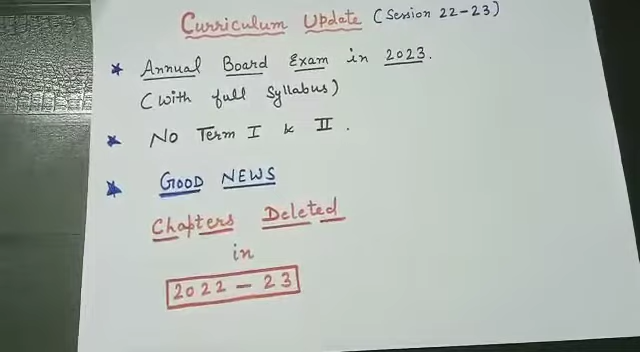 Curriculum Update (Session 22-23)
* Annual Board Exam in 2023.
(with full syllabus)
* No Term I & II.
* GOOD NEWS
Chapters Deleted
in
2022 - 23